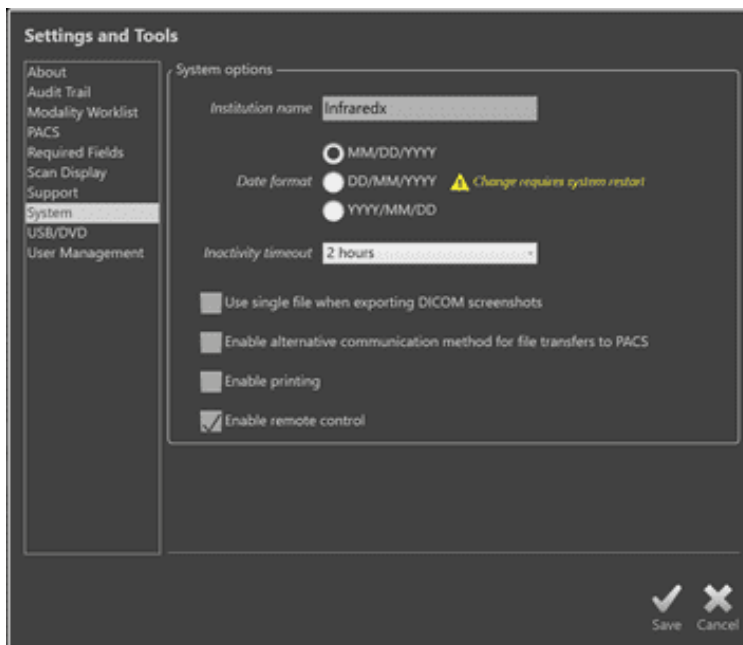 Settings and Tools
About
Audit Trail
Modality Worklist
PACS
Required Fields
Scan Display
Support
System
USB/DVD
User Management
System options
Institution name Infraredx
MM/DD/YYYY
Date format DD/MM/YYYY Change requires system restart
YYYY/MM/DD
Inactivity timeout 2 hours
Use single file when exporting DICOM screenshots
Enable alternative communication method for file transfers to PACS
Enable printing
Enable remote control
Save Cancel